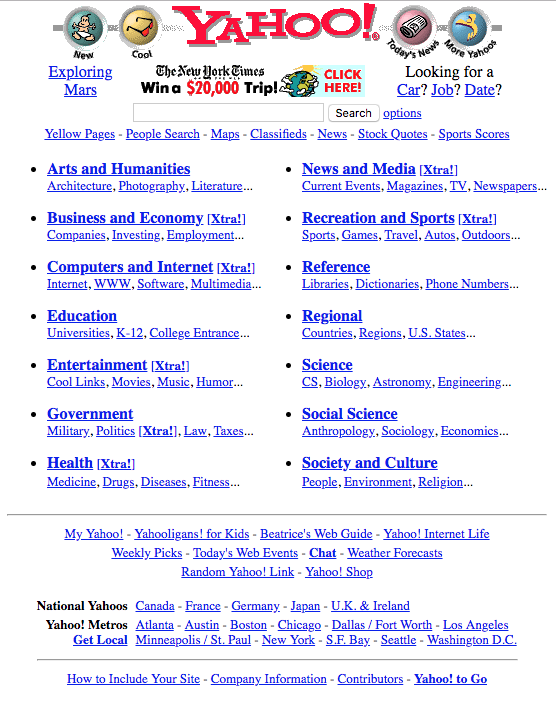 YAHOO!®
New
Cool
Today's News
More Yahoos
Exploring
Mars
The New York Times
Win a $20,000 Trip!
CLICK
HERE!
Looking for a
Car? Job? Date?
Search options
Yellow Pages - People Search - Maps - Classifieds - News - Stock Quotes - Sports Scores
Arts and Humanities
Architecture, Photography, Literature...
Business and Economy [Xtra!]
Companies, Investing, Employment...
Computers and Internet [Xtra!]
Internet, WWW, Software, Multimedia...
Education
Universities, K-12, College Entrance...
Entertainment [Xtra!]
Cool Links, Movies, Music, Humor...
Government
Military, Politics [Xtra!], Law, Taxes...
Health [Xtra!]
Medicine, Drugs, Diseases, Fitness...
News and Media [Xtra!]
Current Events, Magazines, TV, Newspapers...
Recreation and Sports [Xtra!]
Sports, Games, Travel, Autos, Outdoors...
Reference
Libraries, Dictionaries, Phone Numbers...
Regional
Countries, Regions, U.S. States...
Science
CS, Biology, Astronomy, Engineering...
Social Science
Anthropology, Sociology, Economics...
Society and Culture
People, Environment, Religion...
My Yahoo! - Yahooligans! for Kids - Beatrice's Web Guide - Yahoo! Internet Life
Weekly Picks - Today's Web Events - Chat - Weather Forecasts
Random Yahoo! Link - Yahoo! Shop
National Yahoos Canada - France - Germany - Japan - U.K. & Ireland
Yahoo! Metros Atlanta - Austin - Boston - Chicago - Dallas / Fort Worth - Los Angeles
Get Local Minneapolis / St. Paul - New York - S.F. Bay - Seattle - Washington D.C.
How to Include Your Site - Company Information - Contributors - Yahoo! to Go